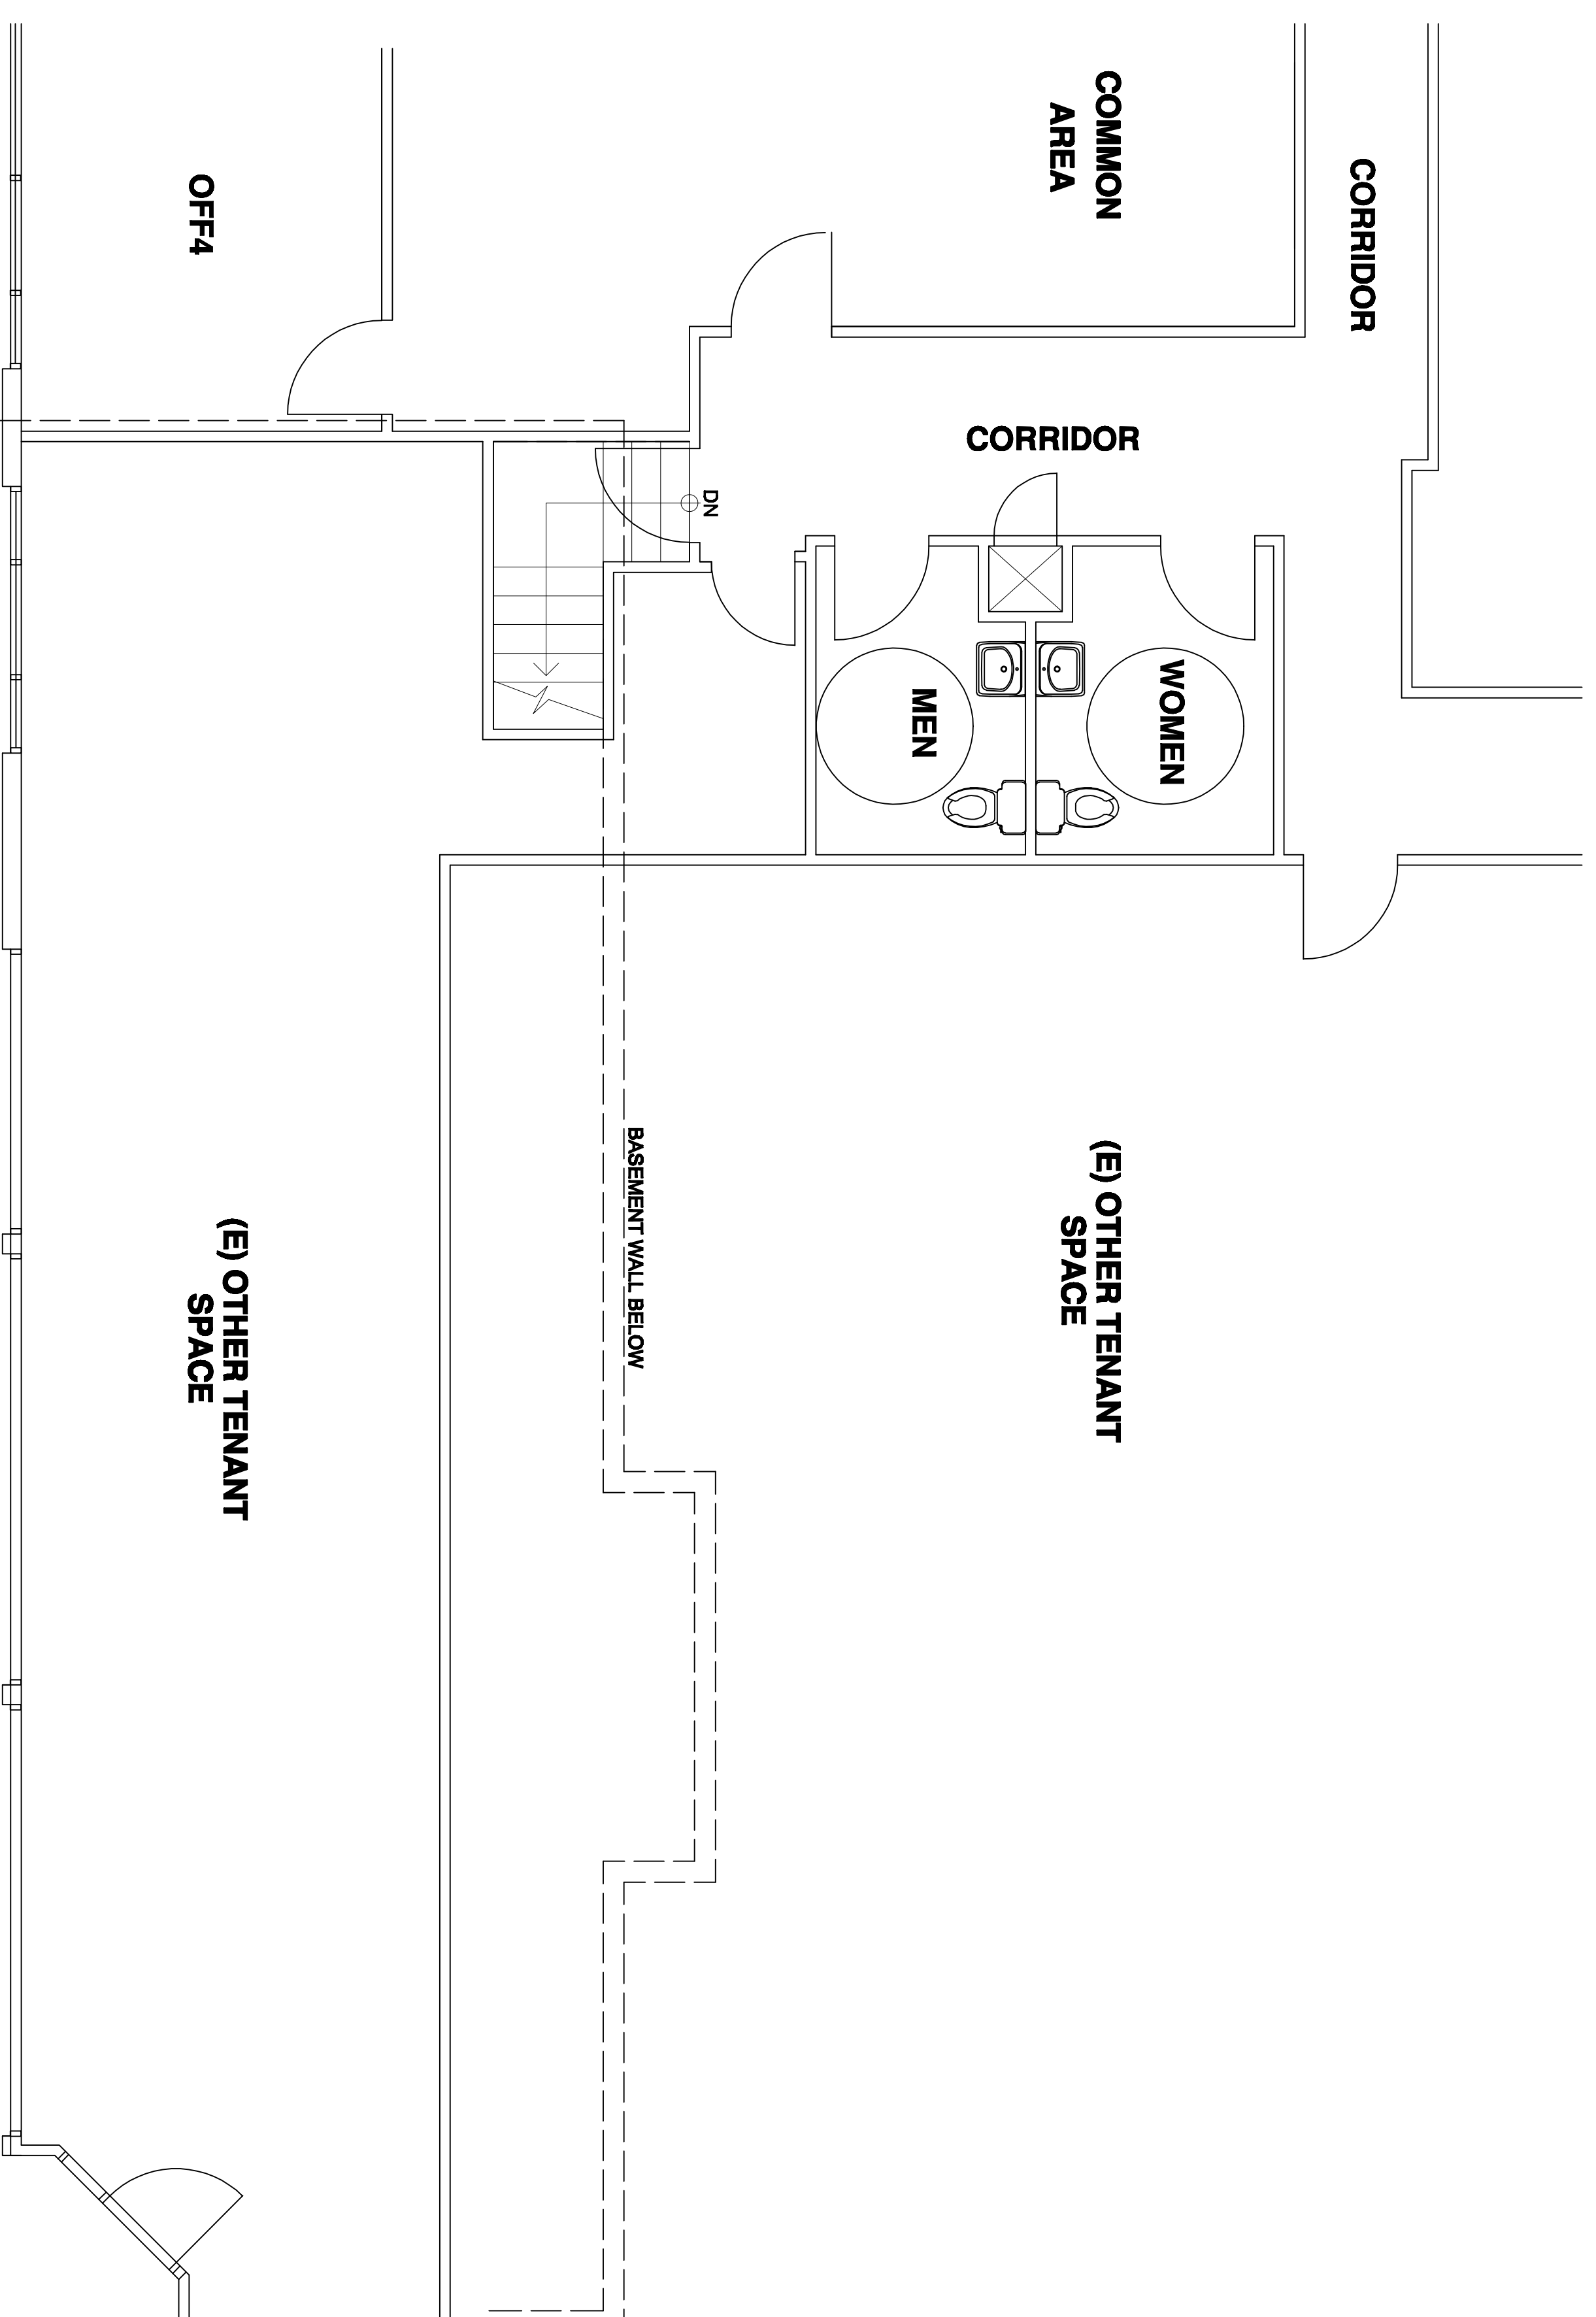 COMMON
AREA
CORRIDOR
OFF4
CORRIDOR
DN
MEN
WOMEN
BASEMENT WALL BELOW
(E) OTHER TENANT
SPACE
(E) OTHER TENANT
SPACE